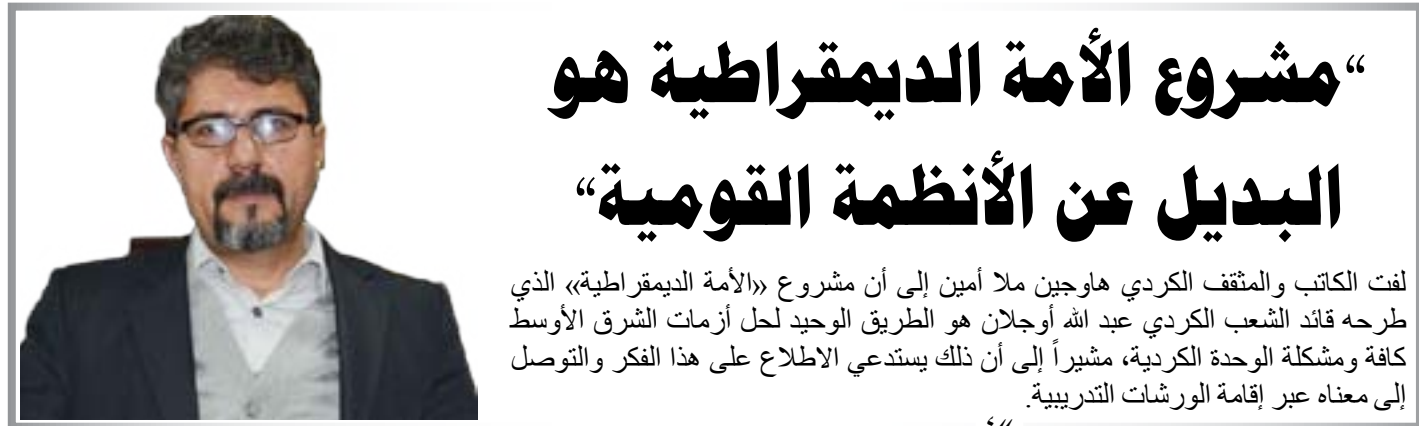 “مشروع الأمة الديمقراطية هو
البديل عن الأنظمة القومية“
لفت الكاتب والمثقف الكردي هاوجين ملا أمين إلى أن مشروع «الأمة الديمقراطية» الذي
طرحه قائد الشعب الكردي عبد الله أوجلان هو الطريق الوحيد لحل أزمات الشرق الأوسط
كافة ومشكلة الوحدة الكردية، مشيراً إلى أن ذلك يستدعي الاطلاع على هذا الفكر والتوصل
إلى معناه عبر إقامة الورشات التدريبية.